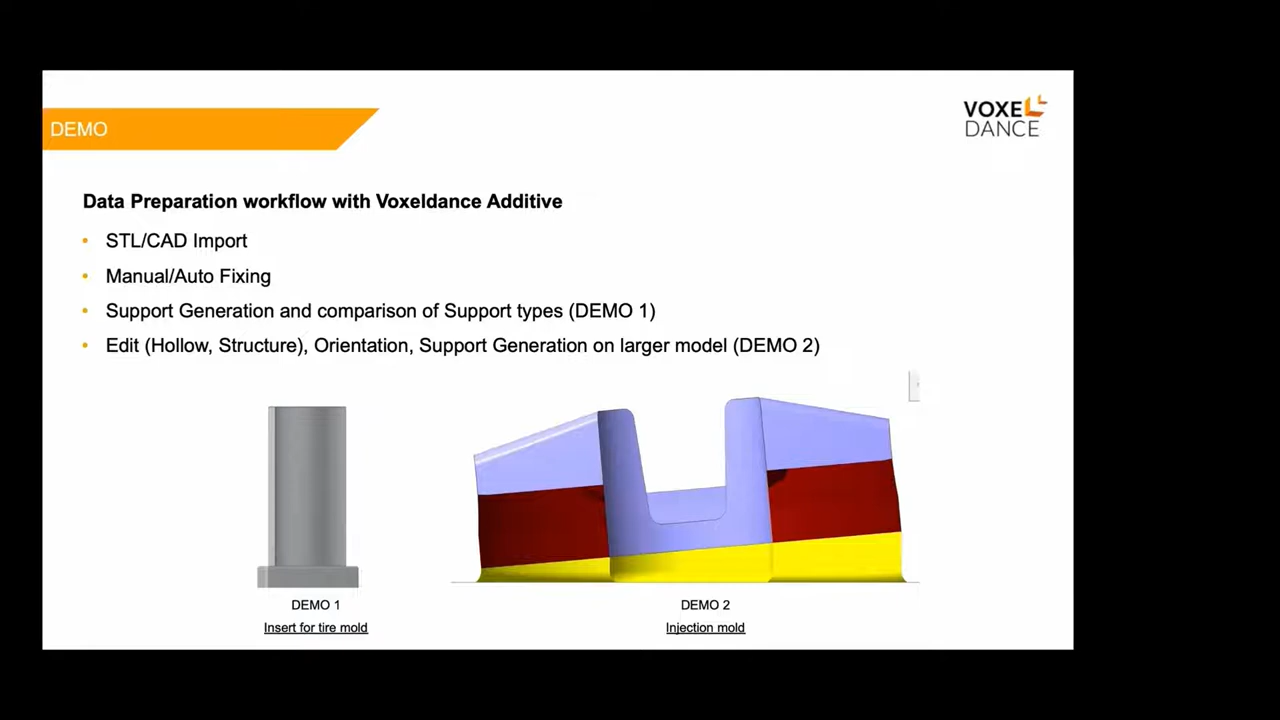 DEMO
VOXE
DANCE
Data Preparation workflow with Voxeldance Additive
• STL/CAD Import
• Manual/Auto Fixing
• Support Generation and comparison of Support types (DEMO 1)
• Edit (Hollow, Structure), Orientation, Support Generation on larger model (DEMO 2)
DEMO 1
Insert for tire mold
DEMO 2
Injection mold